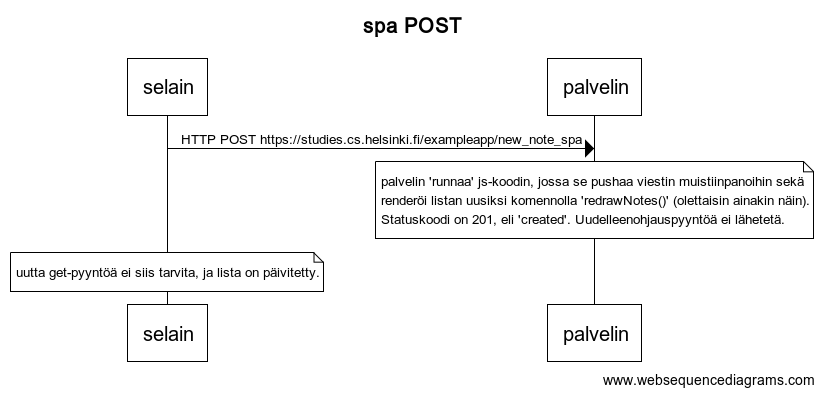 spa POST
selain
palvelin
HTTP POST https://studies.cs.helsinki.fi/exampleapp/new_note_spa
palvelin 'runnaa' js-koodin, jossa se pushaa viestin muistiinpanoihin sekä
renderöi listan uusiksi komennolla 'redrawNotes()' (olettaisin ainakin näin).
Statuskoodi on 201, eli 'created'. Uudelleenohjauspyyntöä ei lähetetä.
uutta get-pyyntöä ei siis tarvita, ja lista on päivitetty.
selain
palvelin
www.websequencediagrams.com